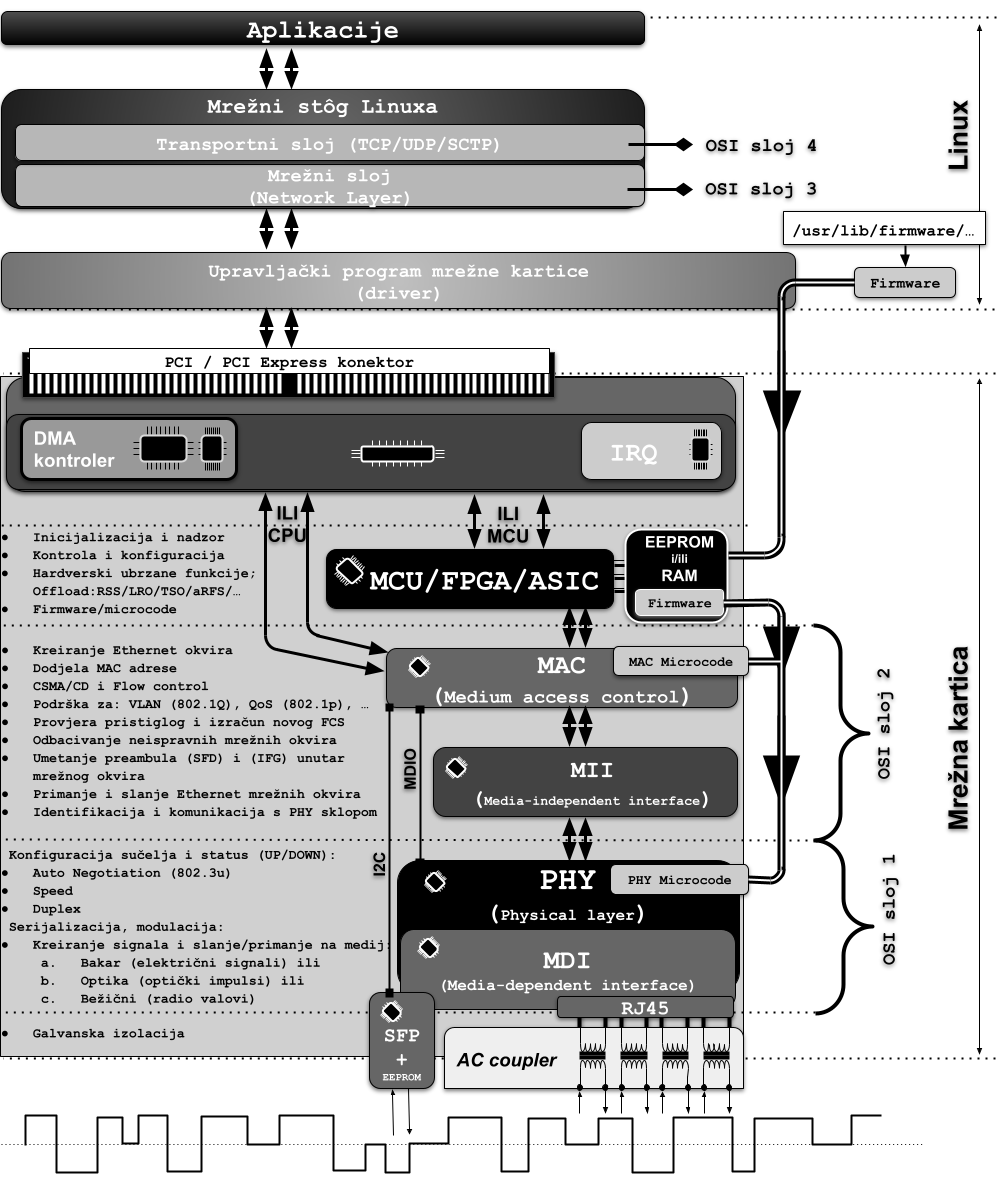 Aplikacije
Mrežni stôg Linuxa
Transportni sloj (TCP/UDP/SCTP)
OSI sloj 4
Mrežni sloj
(Network Layer)
OSI sloj 3
Linux
/usr/lib/firmware/…
Firmware
Upravljački program mrežne kartice
(driver)
PCI / PCI Express konektor
DMA
kontroler
IRQ
ILI
CPU
ILI
MCU
Inicijalizacija i nadzor
Kontrola i konfiguracija
Hardverski ubrzane funkcije;
Offload:RSS/LRO/TSO/aRFS/…
Firmware/microcode
MCU/FPGA/ASIC
EEPROM
i/ili
RAM
Firmware
Kreiranje Ethernet okvira
Dodjela MAC adrese
CSMA/CD i Flow control
Podrška za: VLAN (802.1Q), QoS (802.1p), …
Provjera pristiglog i izračun novog FCS
Odbacivanje neispravnih mrežnih okvira
Umetanje preambula (SFD) i (IFG) unutar
mrežnog okvira
Primanje i slanje Ethernet mrežnih okvira
Identifikacija i komunikacija s PHY sklopom
MAC
(Medium access control)
MAC Microcode
MDIO
I2C
MII
(Media-independent interface)
OSI sloj 2
Mrežna kartica
Konfiguracija sučelja i status (UP/DOWN):
Auto Negotiation (802.3u)
Speed
Duplex
Serijalizacija, modulacija:
Kreiranje signala i slanje/primanje na medij:
a. Bakar (električni signali) ili
b. Optika (optički impulsi) ili
c. Bežični (radio valovi)
PHY
(Physical layer)
PHY Microcode
MDI
(Media-dependent interface)
RJ45
OSI sloj 1
Galvanska izolacija
SFP
+
EEPROM
AC coupler